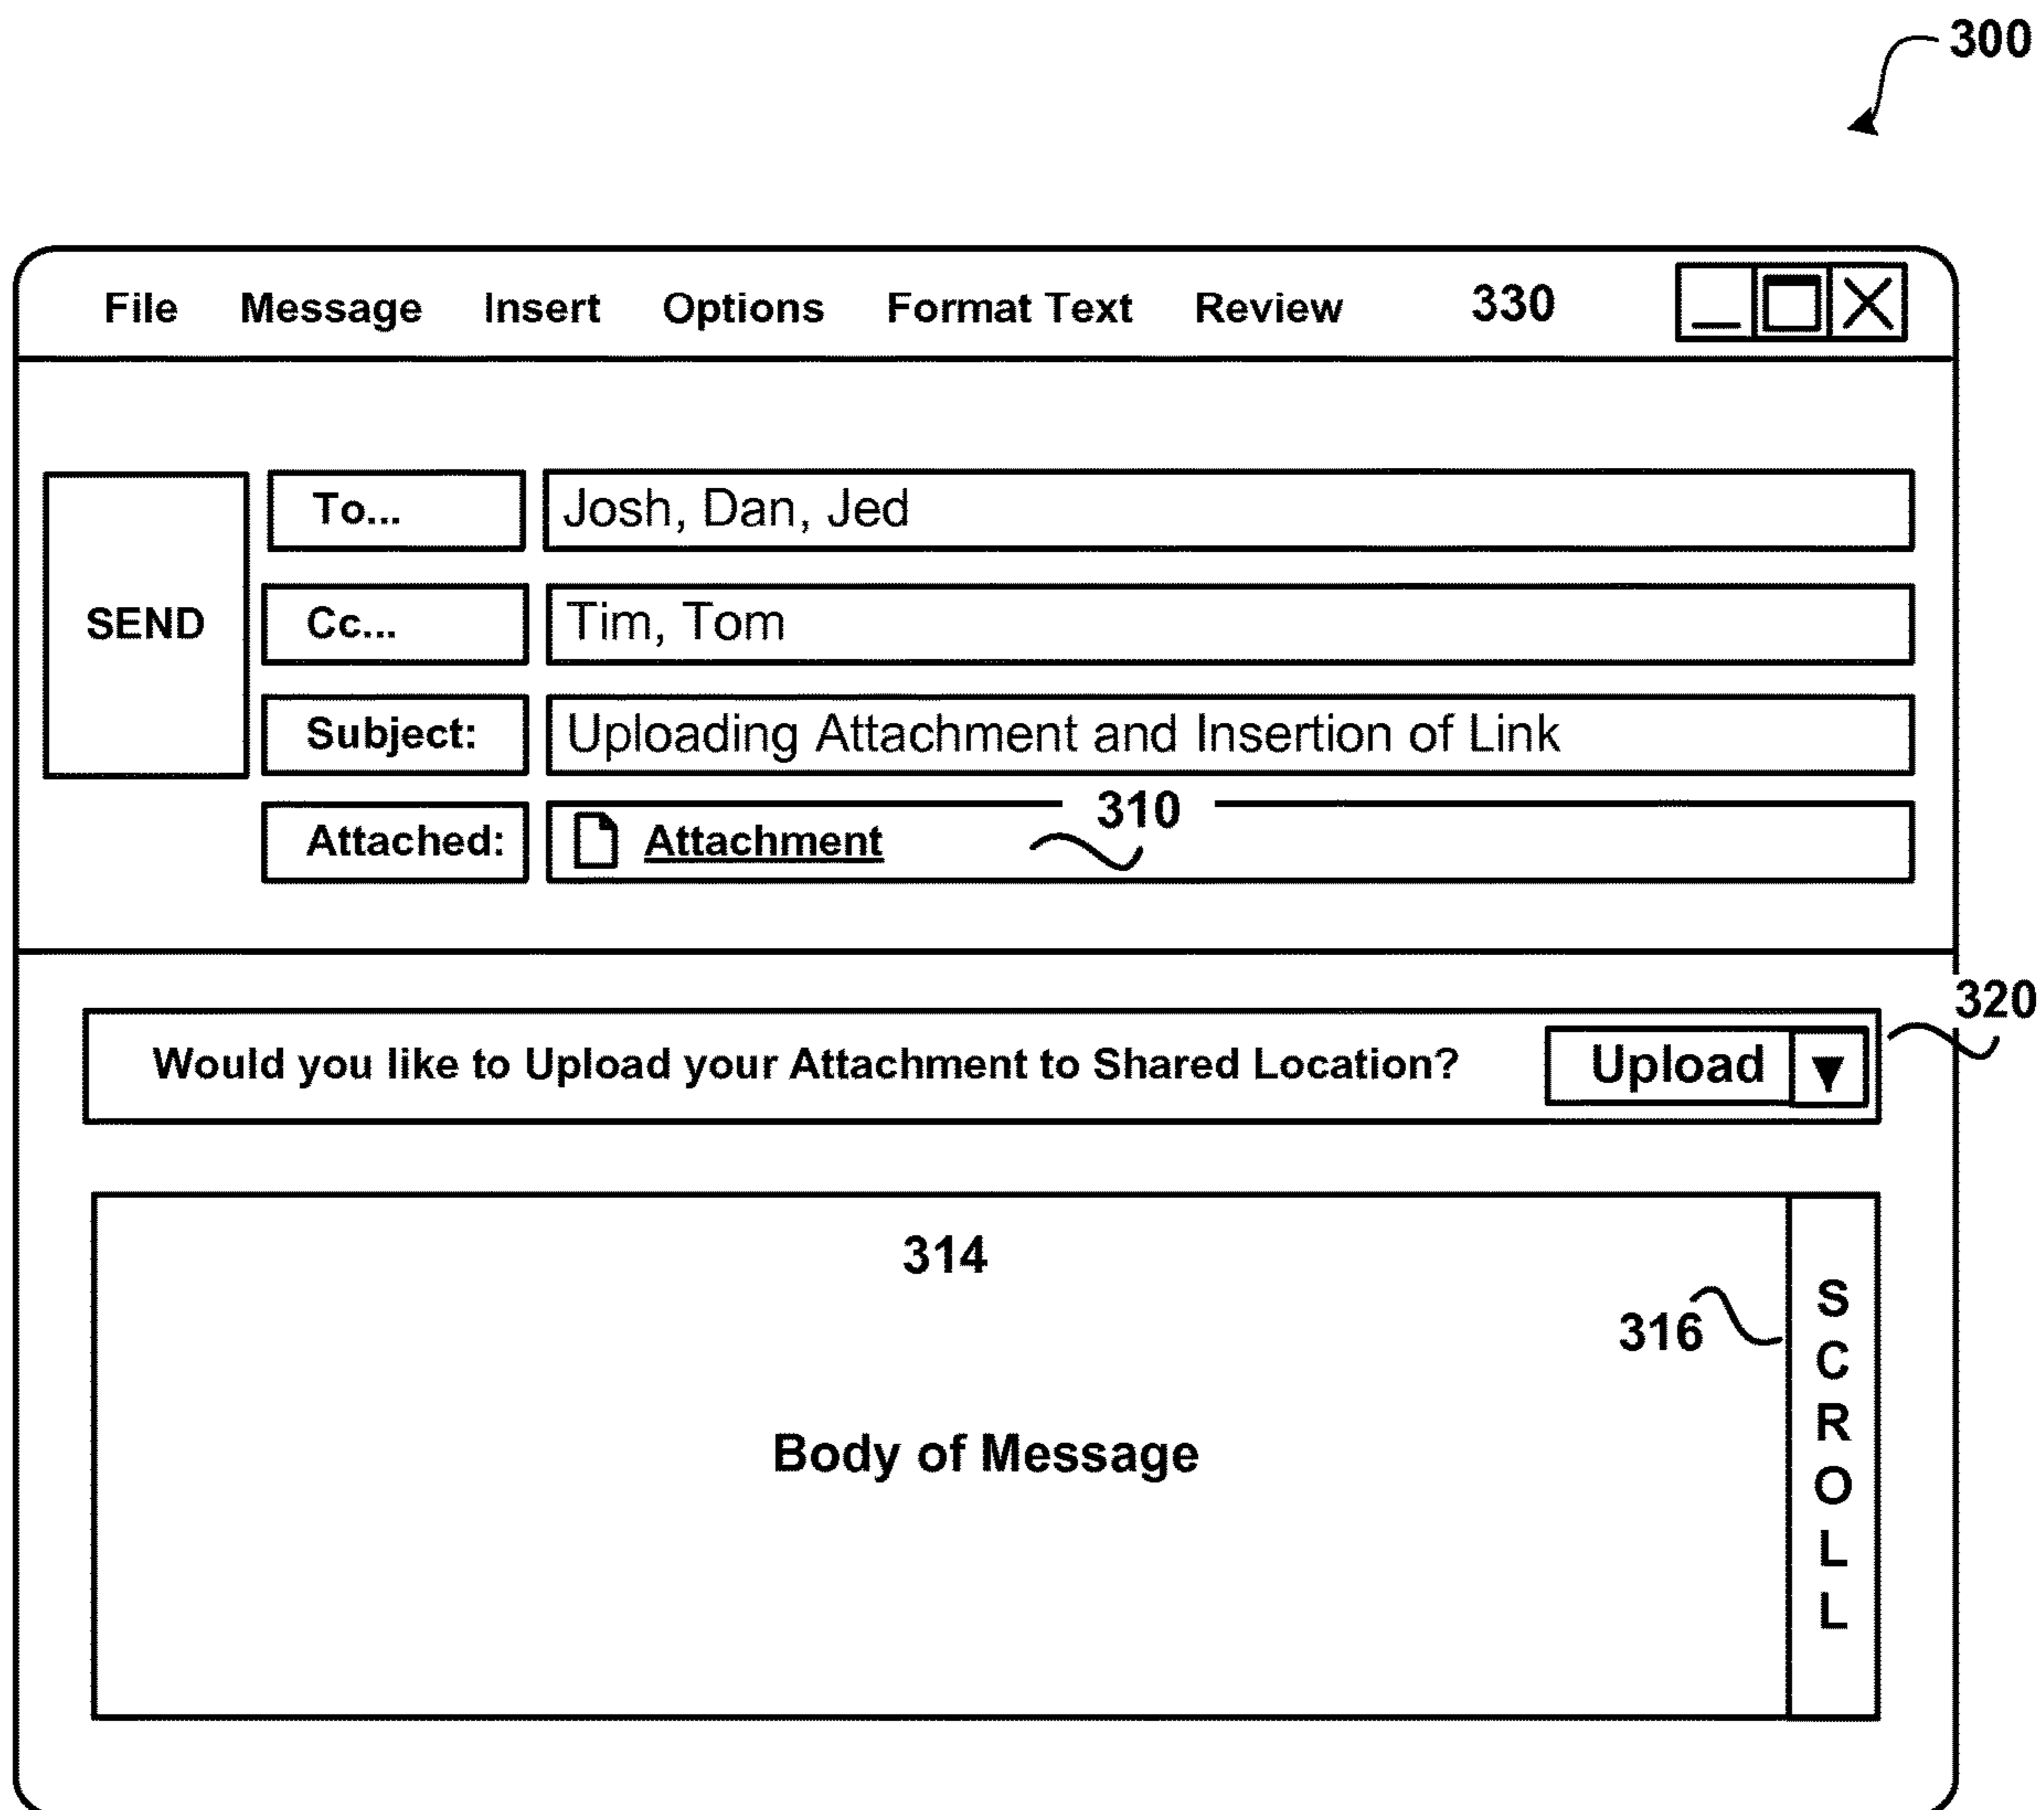 300
File Message Insert Options Format Text Review 330
To... Josh, Dan, Jed
SEND Cc... Tim, Tom
Subject: Uploading Attachment and Insertion of Link
310
Attached: Attachment
320
Would you like to Upload your Attachment to Shared Location? Upload
314
316
Body of Message
SCROLL